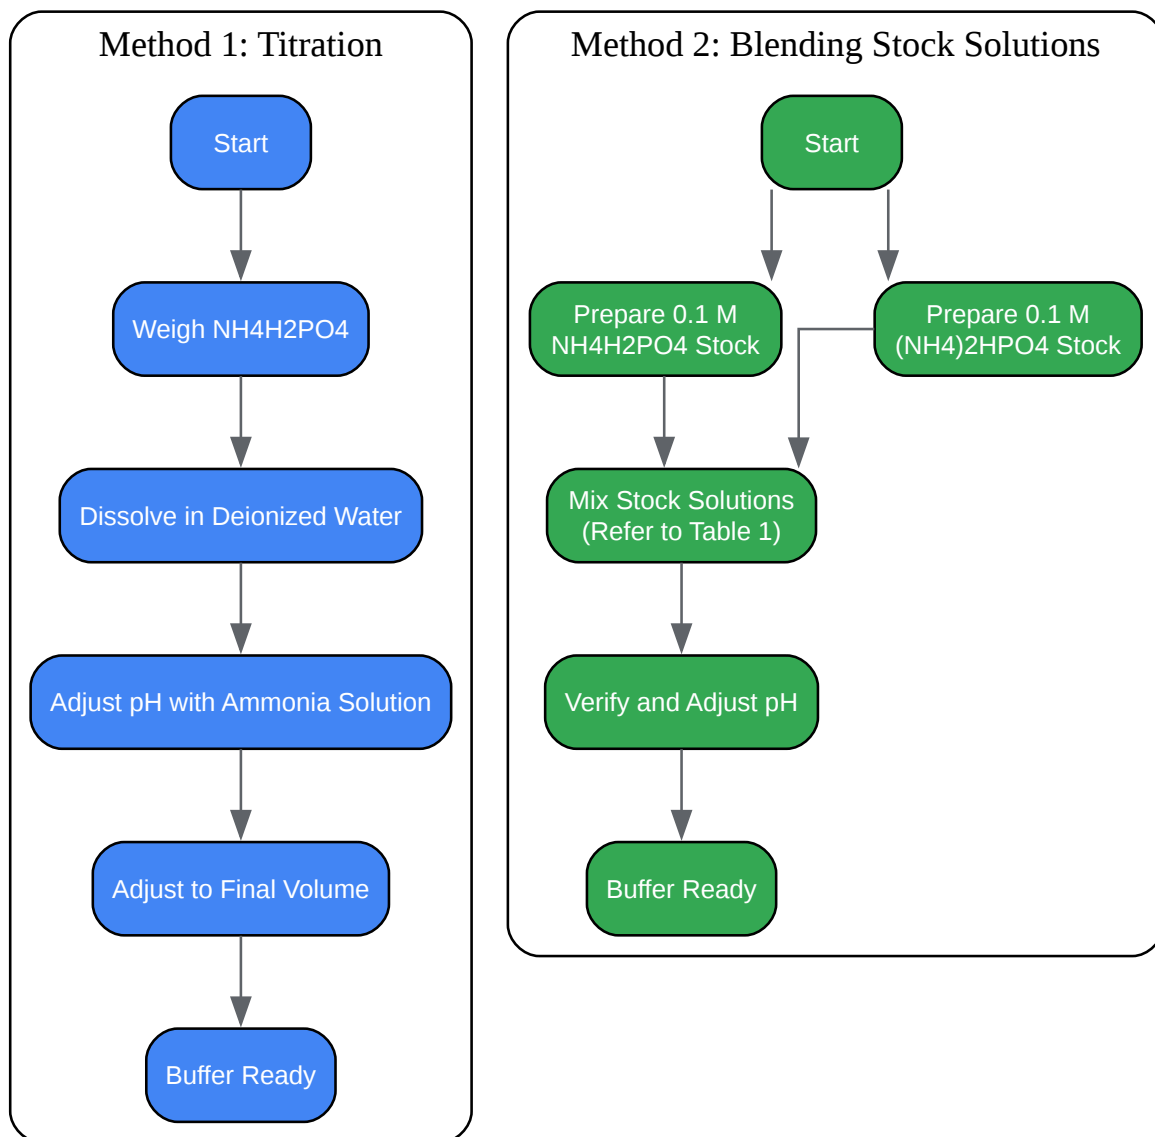 Method 1: Titration
Start
Weigh NH4H2PO4
Dissolve in Deionized Water
Adjust pH with Ammonia Solution
Adjust to Final Volume
Buffer Ready
Method 2: Blending Stock Solutions
Start
Prepare 0.1 M
NH4H2PO4 Stock
Prepare 0.1 M
(NH4)2HPO4 Stock
Mix Stock Solutions
(Refer to Table 1)
Verify and Adjust pH
Buffer Ready